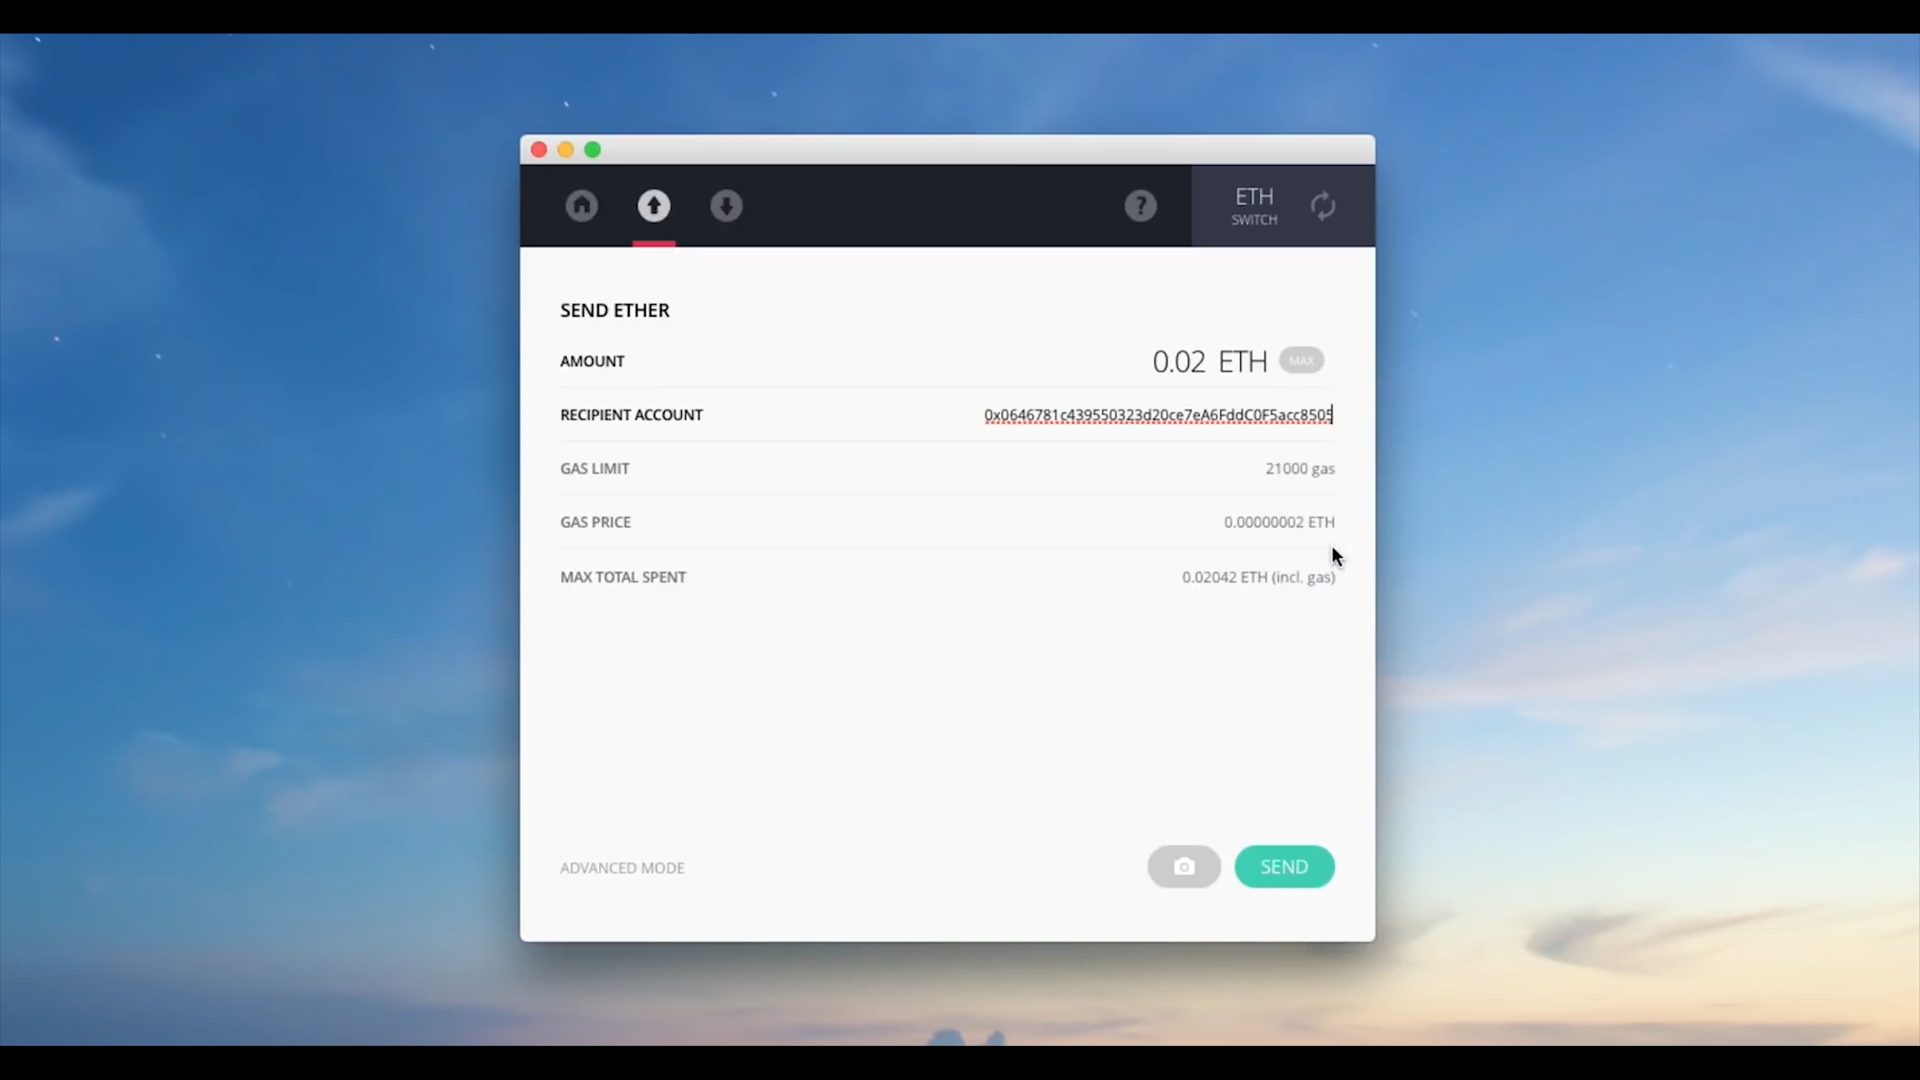 ETH
SWITCH
SEND ETHER
AMOUNT 0.02 ETH MAX
RECIPIENT ACCOUNT 0x0646781c439550323d20ce7eA6FddC0F5acc8505
GAS LIMIT 21000 gas
GAS PRICE 0.00000002 ETH
MAX TOTAL SPENT 0.02042 ETH (incl. gas)
ADVANCED MODE SEND